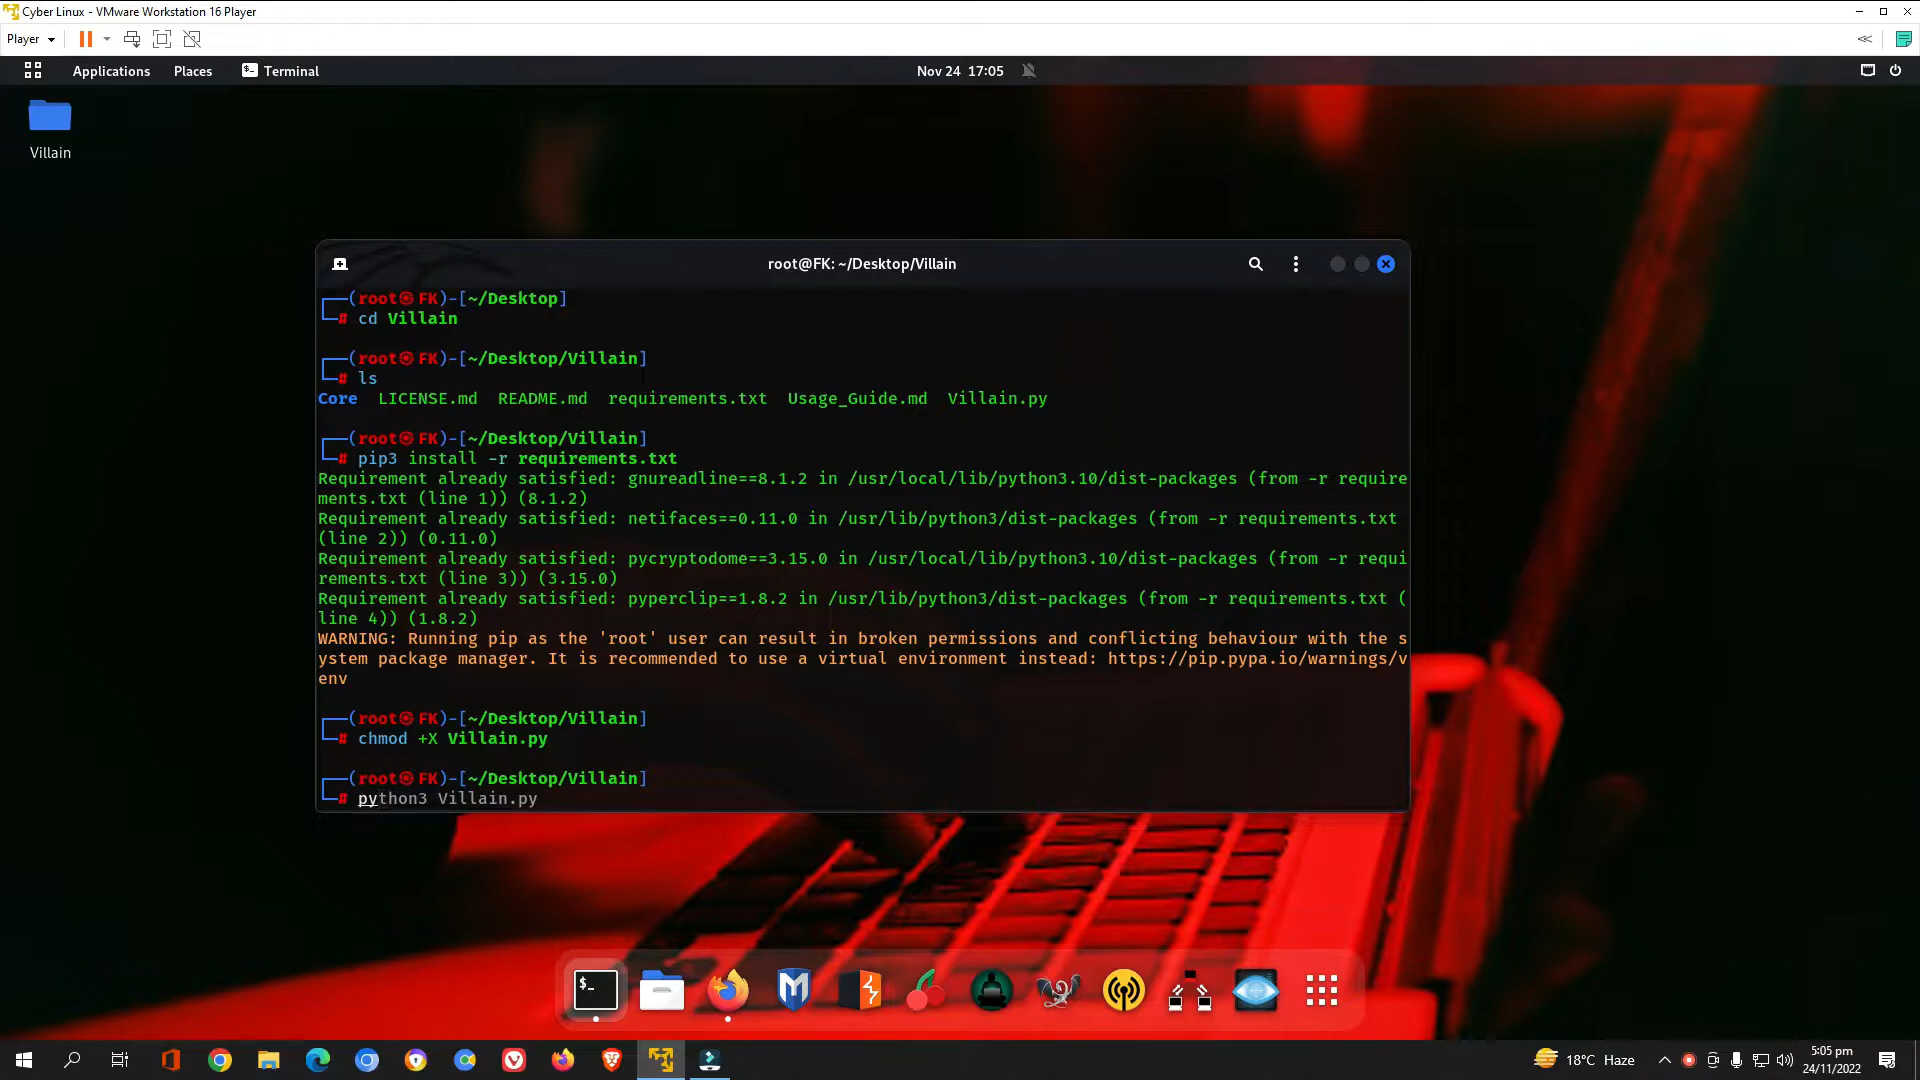 Cyber Linux - VMware Workstation 16 Player
Player
Applications Places Terminal Nov 24 17:05
Villain
root@FK: ~/Desktop/Villain
┌──(root㉿FK)-[~/Desktop]
└─# cd Villain
┌──(root㉿FK)-[~/Desktop/Villain]
└─# ls
Core LICENSE.md README.md requirements.txt Usage_Guide.md Villain.py
┌──(root㉿FK)-[~/Desktop/Villain]
└─# pip3 install -r requirements.txt
Requirement already satisfied: gnureadline==8.1.2 in /usr/local/lib/python3.10/dist-packages (from -r require
ments.txt (line 1)) (8.1.2)
Requirement already satisfied: netifaces==0.11.0 in /usr/lib/python3/dist-packages (from -r requirements.txt
(line 2)) (0.11.0)
Requirement already satisfied: pycryptodome==3.15.0 in /usr/local/lib/python3.10/dist-packages (from -r requi
rements.txt (line 3)) (3.15.0)
Requirement already satisfied: pyperclip==1.8.2 in /usr/lib/python3/dist-packages (from -r requirements.txt (
line 4)) (1.8.2)
WARNING: Running pip as the 'root' user can result in broken permissions and conflicting behaviour with the s
ystem package manager. It is recommended to use a virtual environment instead: https://pip.pypa.io/warnings/v
env
┌──(root㉿FK)-[~/Desktop/Villain]
└─# chmod +X Villain.py
┌──(root㉿FK)-[~/Desktop/Villain]
└─# python3 Villain.py
18°C Haze
5:05 pm
24/11/2022